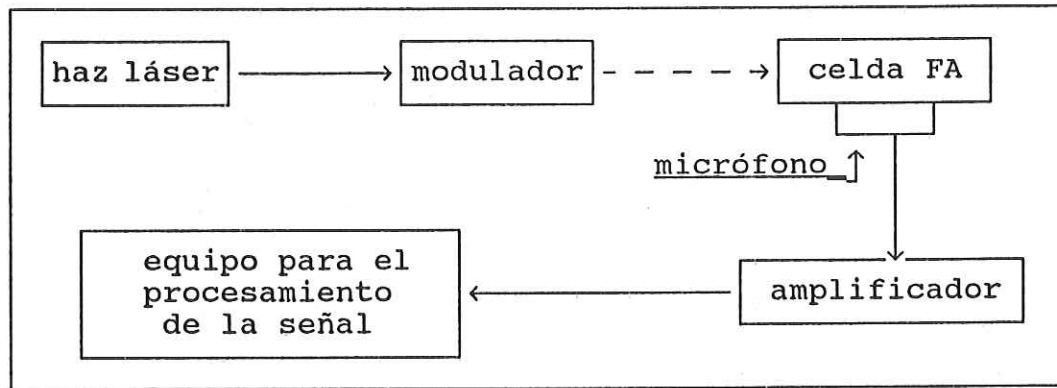 haz láser
modulador
celda FA
micrófono
amplificador
equipo para el
procesamiento
de la señal